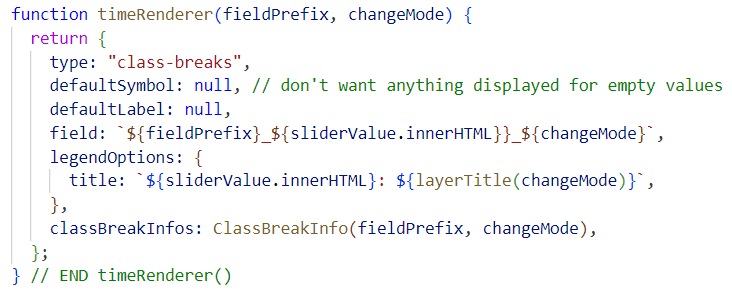 function timeRenderer(fieldPrefix, changeMode) {
  return {
    type: "class-breaks",
    defaultSymbol: null, // don't want anything displayed for empty values
    defaultLabel: null,
    field: `${fieldPrefix}_${sliderValue.innerHTML}}_${changeMode}`,
    legendOptions: {
      title: `${sliderValue.innerHTML}: ${layerTitle(changeMode)}`,
    },
    classBreakInfos: ClassBreakInfo(fieldPrefix, changeMode),
  };
} // END timeRenderer()